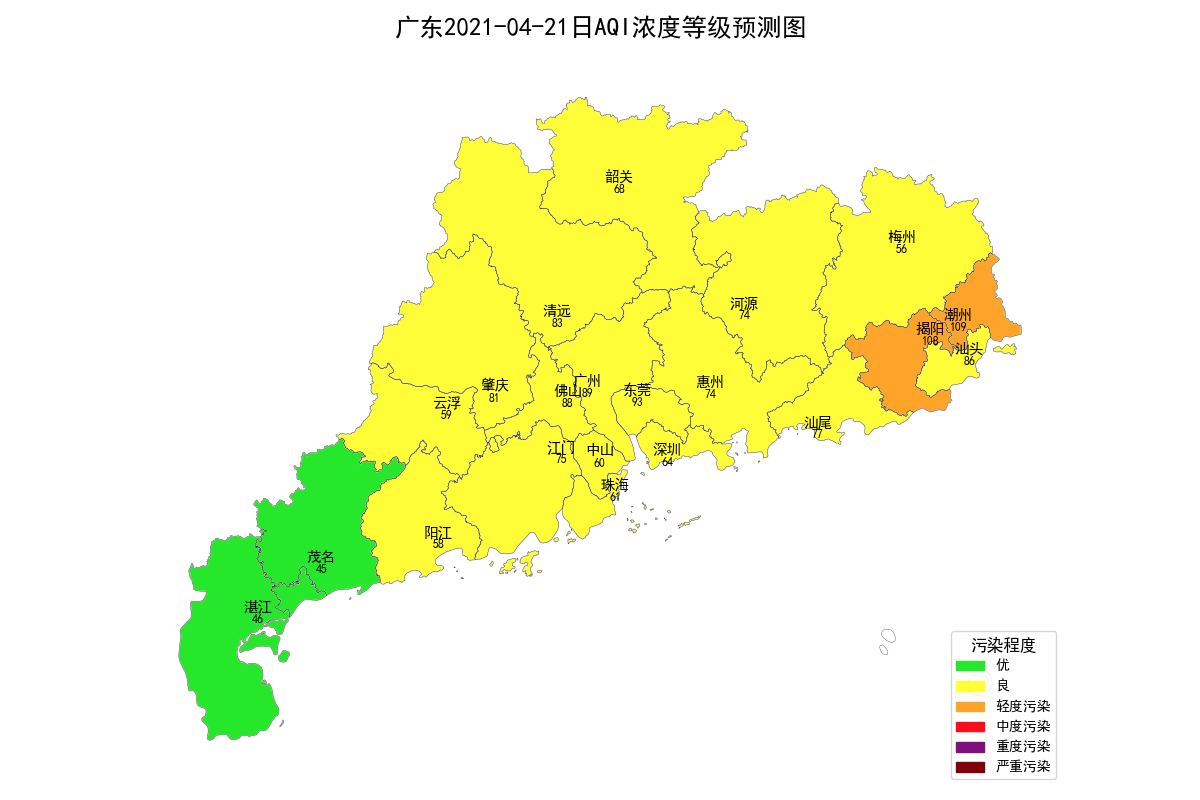 广东2021-04-21日AQI浓度等级预测图
韶关
68
梅州
56
河源
74
清远
83
潮州
109
揭阳
108
汕头
86
广州
89
肇庆
81
佛山
88
东莞
93
惠州
74
云浮
59
汕尾
77
江门
75
中山
60
深圳
64
珠海
61
阳江
58
茂名
45
湛江
46
污染程度
优
良
轻度污染
中度污染
重度污染
严重污染